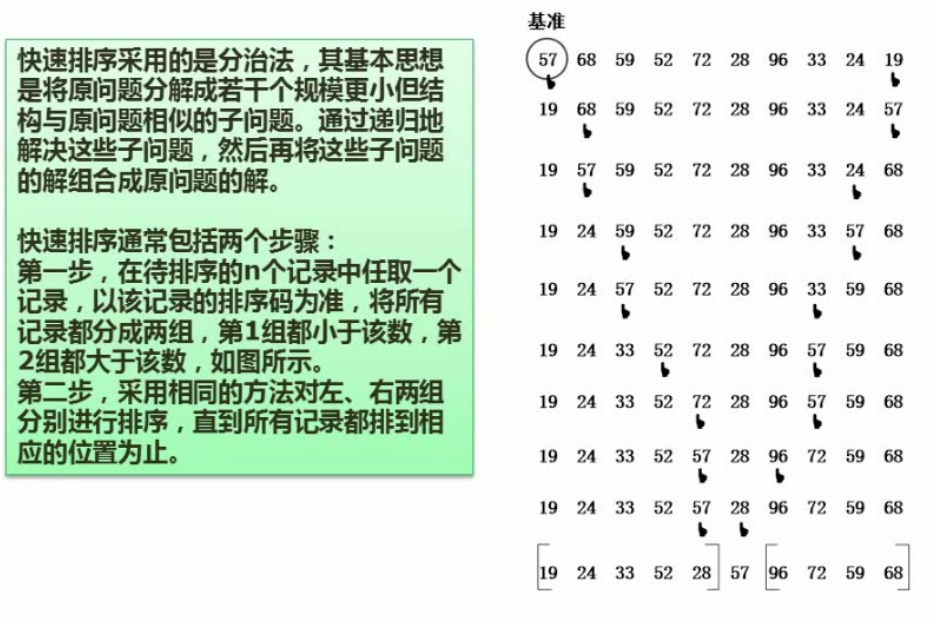 快速排序采用的是分治法，其基本思想
是将原问题分解成若干个规模更小但结
构与原问题相似的子问题。通过递归地
解决这些子问题，然后再将这些子问题
的解组合成原问题的解。
快速排序通常包括两个步骤：
第一步，在待排序的n个记录中任取一个
记录，以该记录的排序码为准，将所有
记录都分成两组，第1组都小于该数，第
2组都大于该数，如图所示。
第二步，采用相同的方法对左、右两组
分别进行排序，直到所有记录都排到相
应的位置为止。
基准
57 68 59 52 72 28 96 33 24 19
19 68 59 52 72 28 96 33 24 57
19 57 59 52 72 28 96 33 24 68
19 24 59 52 72 28 96 33 57 68
19 24 57 52 72 28 96 33 59 68
19 24 33 52 72 28 96 57 59 68
19 24 33 52 72 28 96 57 59 68
19 24 33 52 57 28 96 72 59 68
19 24 33 52 57 28 96 72 59 68
[19 24 33 52 28] 57 [96 72 59 68]